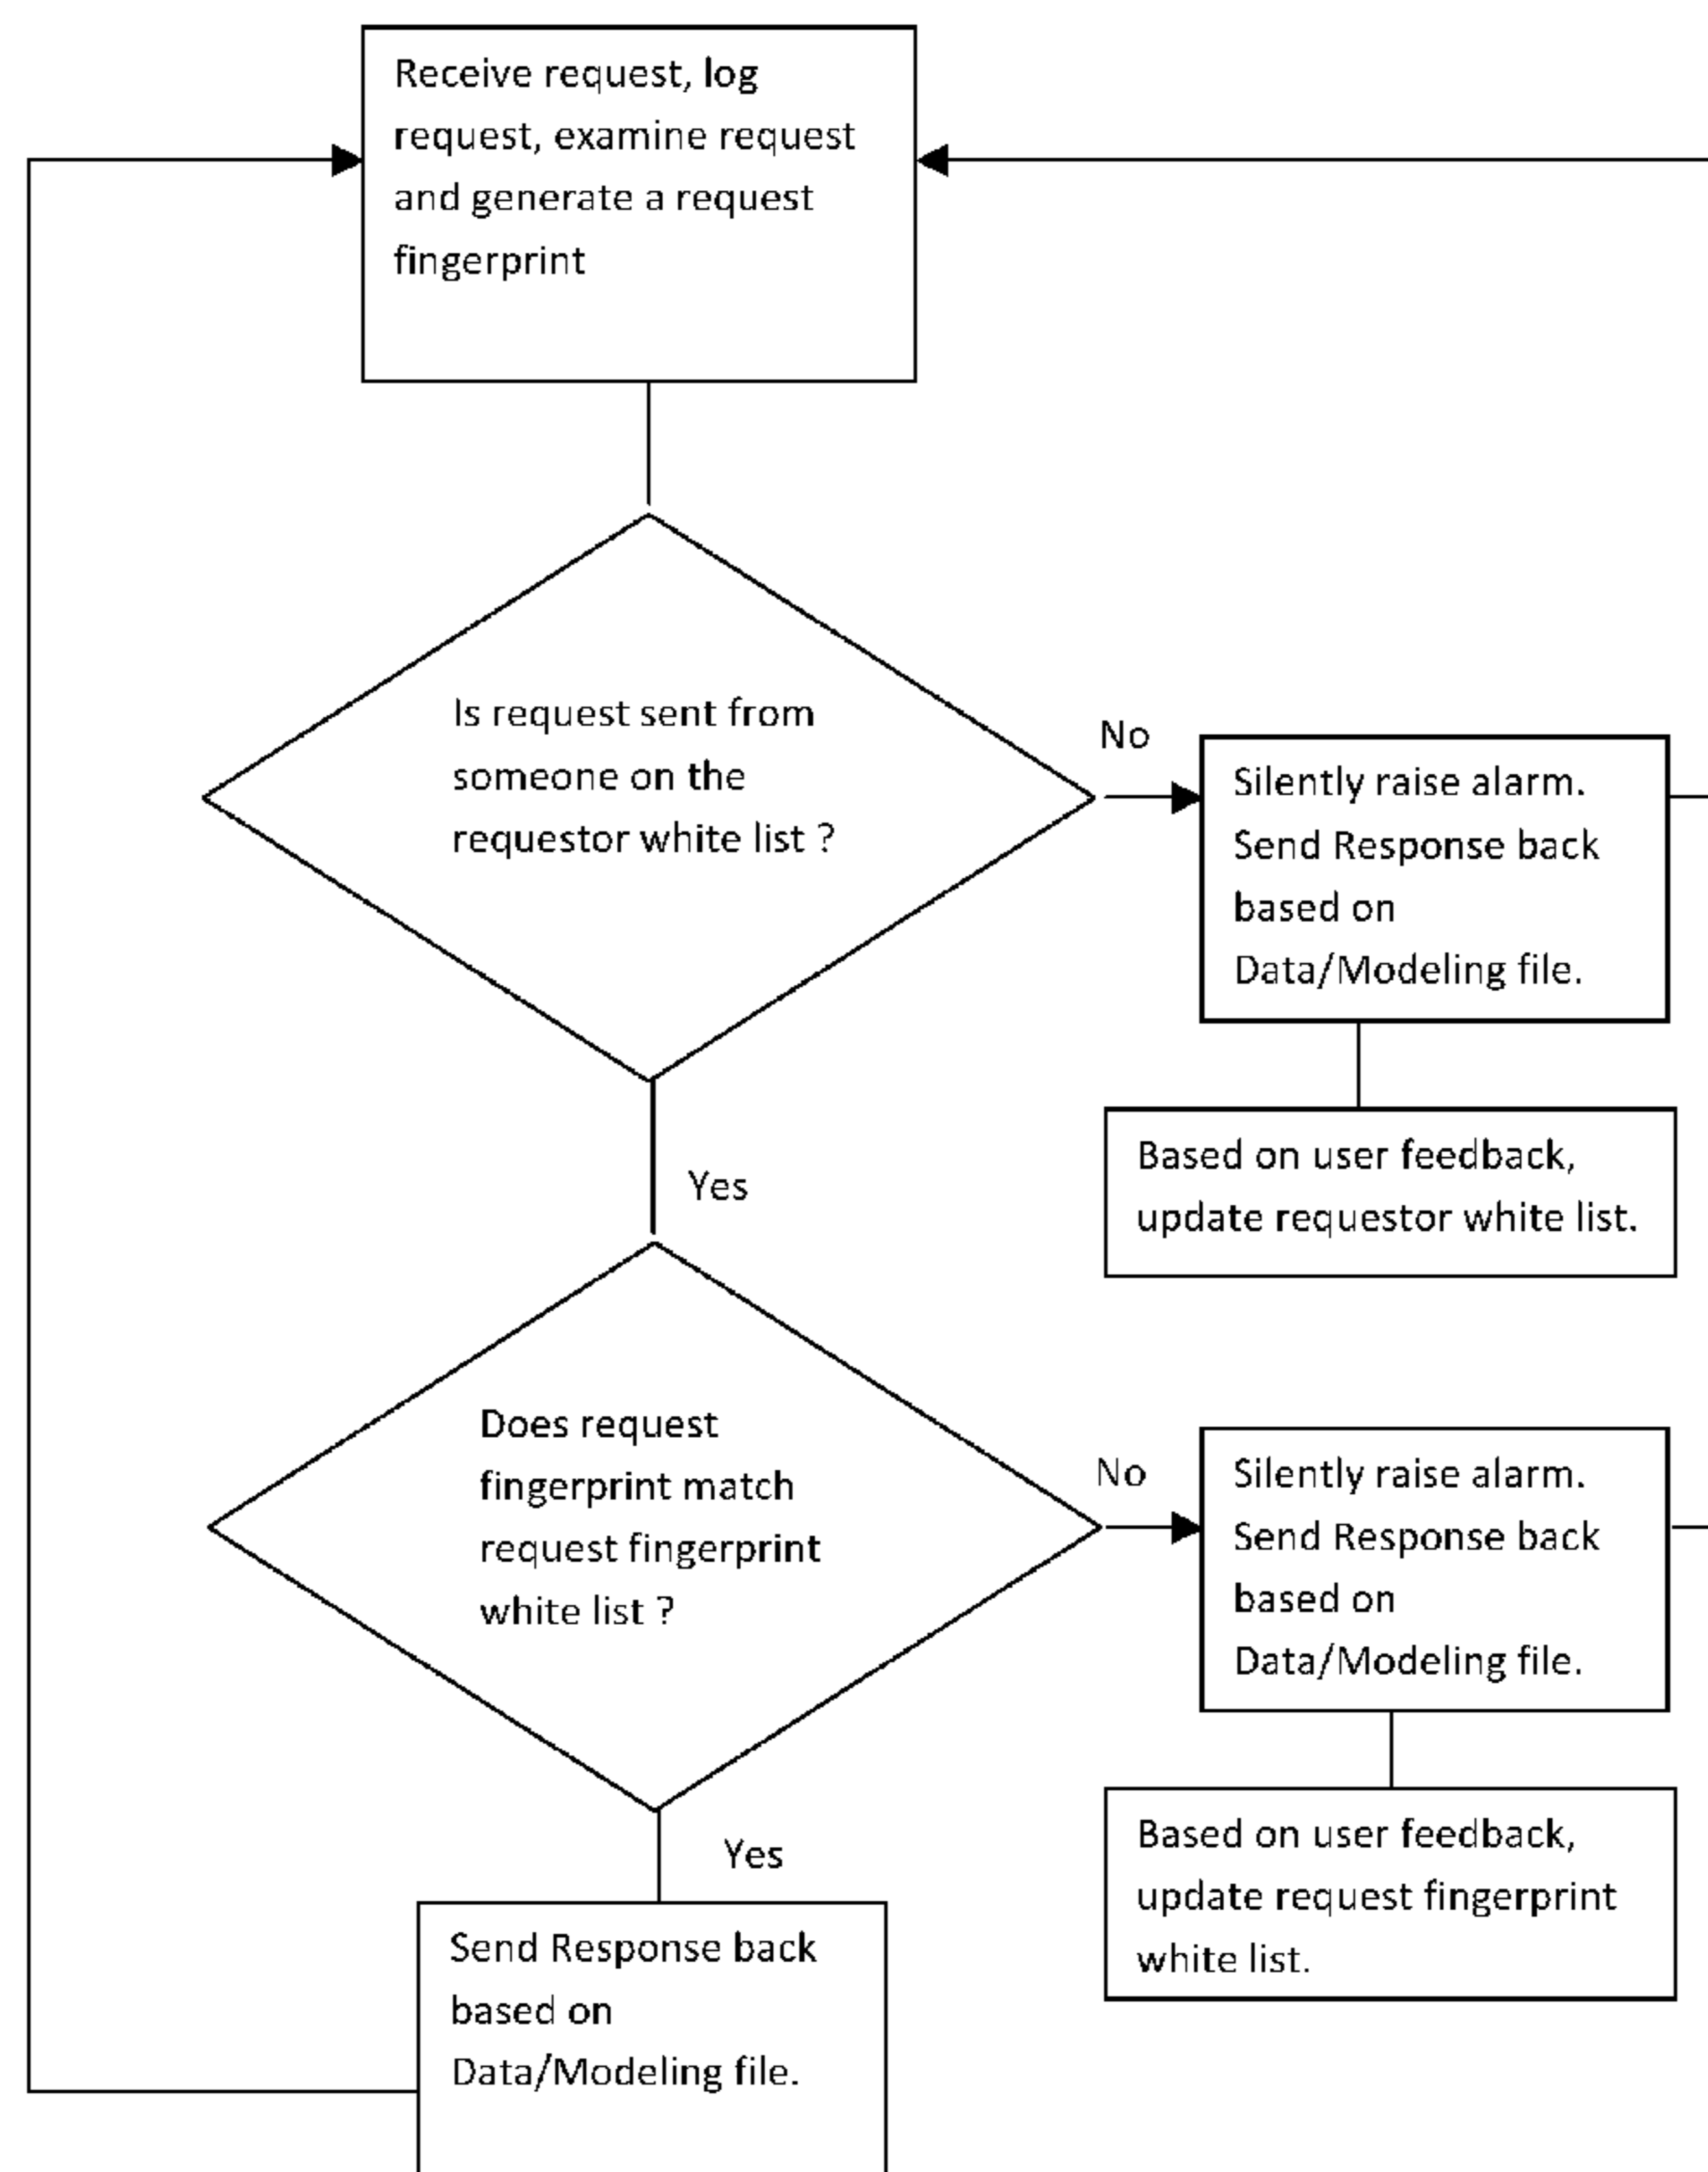 Receive request, log
request, examine request
and generate a request
fingerprint
Is request sent from
someone on the
requestor white list ?
No
Silently raise alarm.
Send Response back
based on
Data/Modeling file.
Based on user feedback,
update requestor white list.
Yes
Does request
fingerprint match
request fingerprint
white list ?
No
Silently raise alarm.
Send Response back
based on
Data/Modeling file.
Based on user feedback,
update request fingerprint
white list.
Yes
Send Response back
based on
Data/Modeling file.